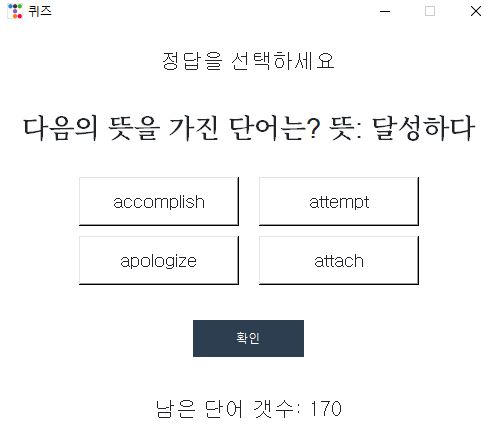 퀴즈
정답을 선택하세요
다음의 뜻을 가진 단어는? 뜻: 달성하다
accomplish attempt
apologize attach
확인
남은 단어 갯수: 170